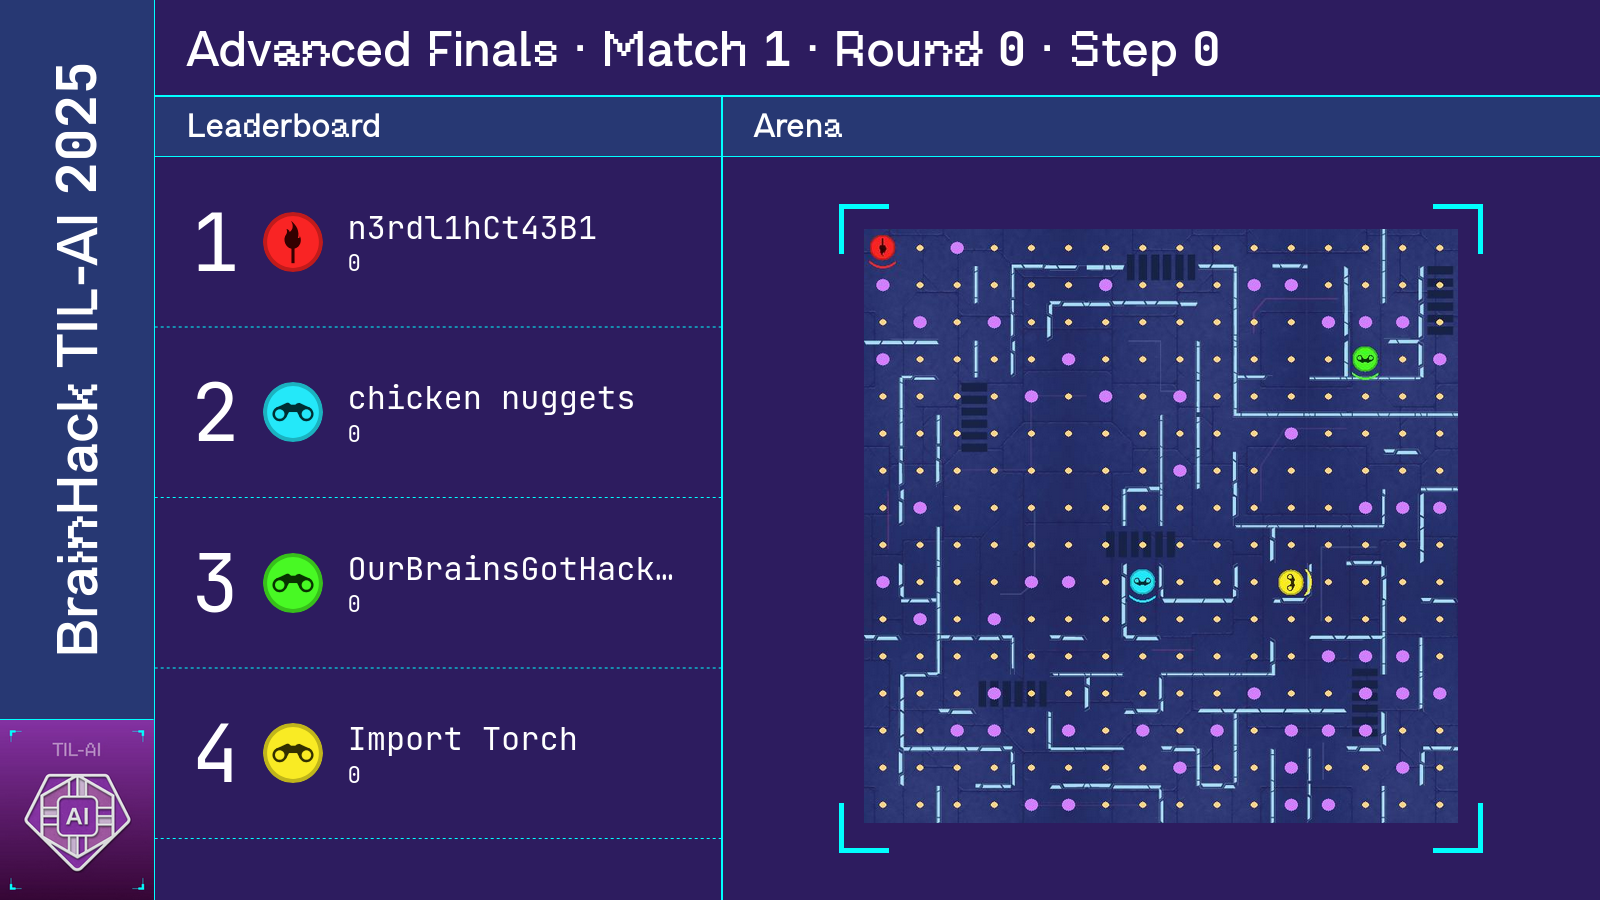 BrainHack TIL-AI 2025
TIL-AI
AI
Advanced Finals · Match 1 · Round 0 · Step 0
Leaderboard
Arena
1
n3rdl1hCt43B1
0
2
chicken nuggets
0
3
OurBrainsGotHack…
0
4
Import Torch
0